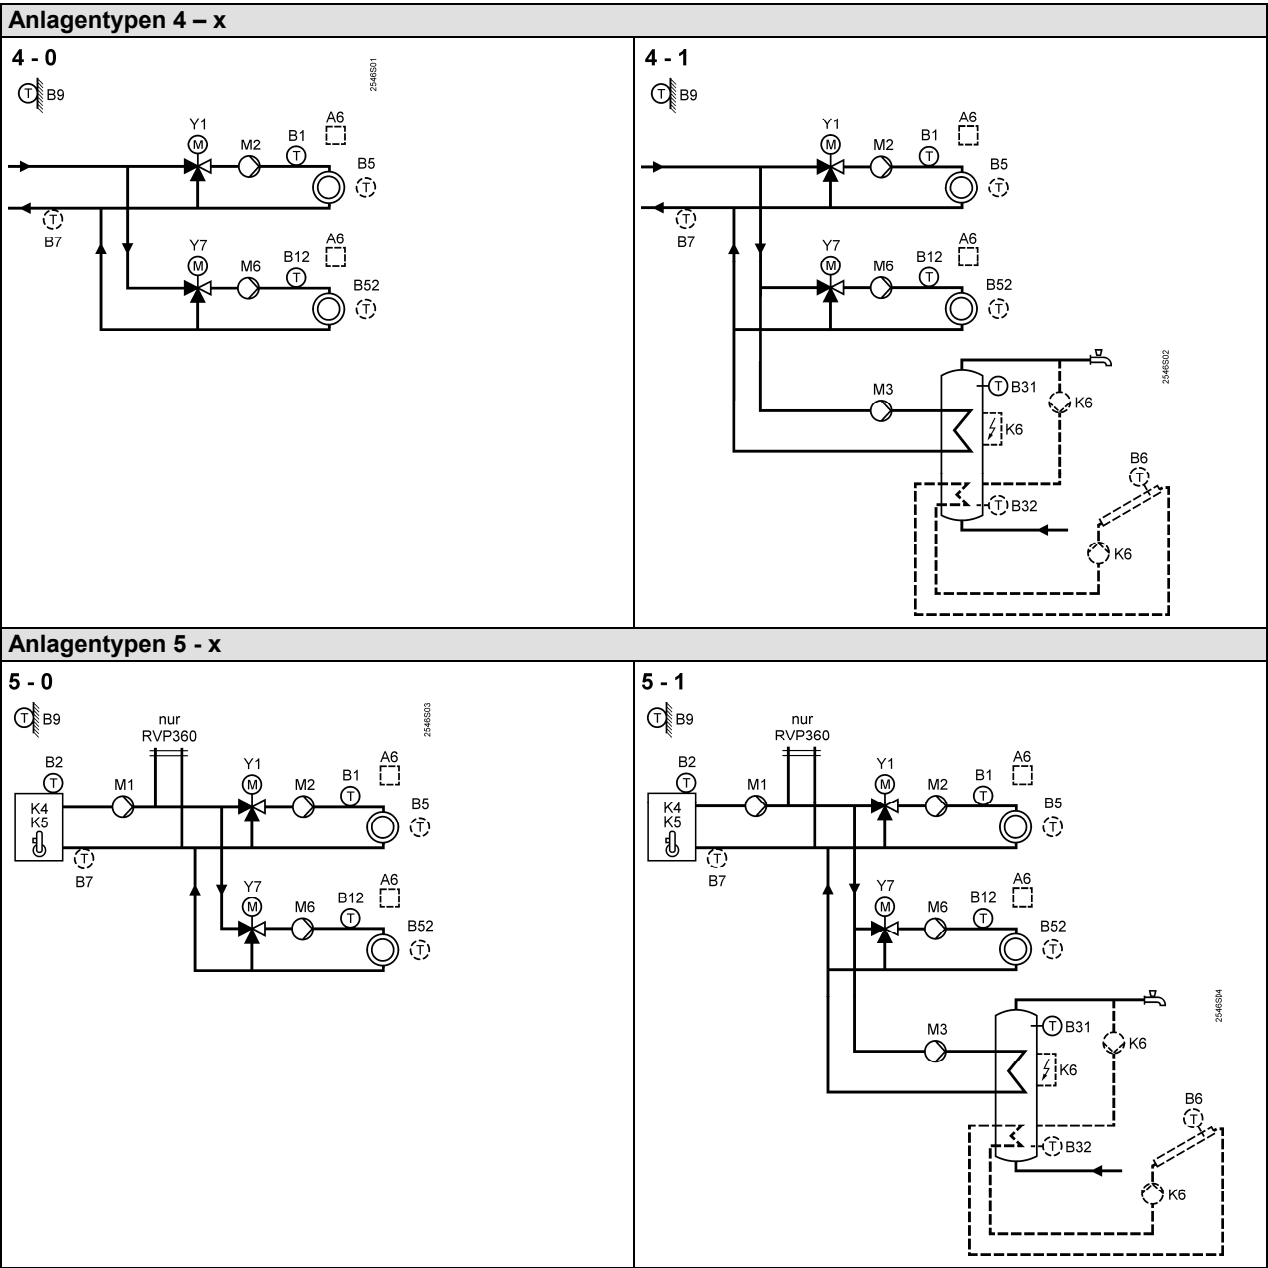 Anlagentypen 4 – x
4 - 0
2546S01
T B9
Y1
M
M2
B1
T
A6
B5
T
T
B7
Y7
M
M6
B12
T
A6
B52
T
4 - 1
T B9
Y1
M
M2
B1
T
A6
B5
T
T
B7
Y7
M
M6
B12
T
A6
B52
T
2546S02
M3
T B31
K6
K6
B6
T
T B32
K6
Anlagentypen 5 - x
5 - 0
T B9
nur
RVP360
2546S03
B2
T
M1
K4
K5
T
B7
Y1
M
M2
B1
T
A6
B5
T
Y7
M
M6
B12
T
A6
B52
T
5 - 1
T B9
nur
RVP360
B2
T
M1
K4
K5
T
B7
Y1
M
M2
B1
T
A6
B5
T
Y7
M
M6
B12
T
A6
B52
T
2546S04
M3
T B31
K6
K6
B6
T
T B32
K6